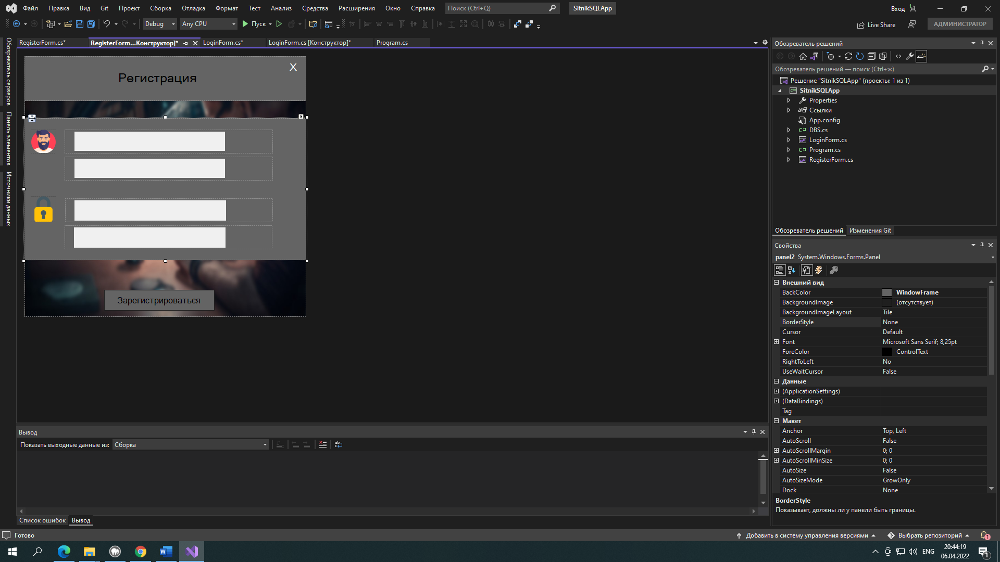 Файл Правка Вид Git Проект Сборка Отладка Формат Тест Анализ Средства Расширения Окно Справка Поиск (Ctrl+Q) SitnikSQLApp Вход
Debug Any CPU Пуск Live Share АДМИНИСТРАТОР
RegisterForm.cs* RegisterForm...Конструктор]* LoginForm.cs* LoginForm.cs [Конструктор]* Program.cs
Обозреватель серверов
Панель элементов
Источники данных
X
Регистрация
Зарегистрироваться
Обозреватель решений
Обозреватель решений — поиск (Ctrl+ж)
Решение "SitnikSQLApp" (проекты: 1 из 1)
C# SitnikSQLApp
Properties
Ссылки
App.config
C# DBS.cs
LoginForm.cs
C# Program.cs
RegisterForm.cs
Обозреватель решений Изменения Git
Свойства
panel2 System.Windows.Forms.Panel
Внешний вид
BackColor WindowFrame
BackgroundImage (отсутствует)
BackgroundImageLayout Tile
BorderStyle None
Cursor Default
Font Microsoft Sans Serif; 8,25pt
ForeColor ControlText
RightToLeft No
UseWaitCursor False
Данные
(ApplicationSettings)
(DataBindings)
Tag
Макет
Anchor Top, Left
AutoScroll False
AutoScrollMargin 0; 0
AutoScrollMinSize 0; 0
AutoSize False
AutoSizeMode GrowOnly
Dock None
BorderStyle
Показывает, должны ли у панели быть границы.
Вывод
Показать выходные данные из: Сборка
Список ошибок Вывод
Готово Добавить в систему управления версиями Выбрать репозиторий 1
ENG 20:44:19
06.04.2022 1